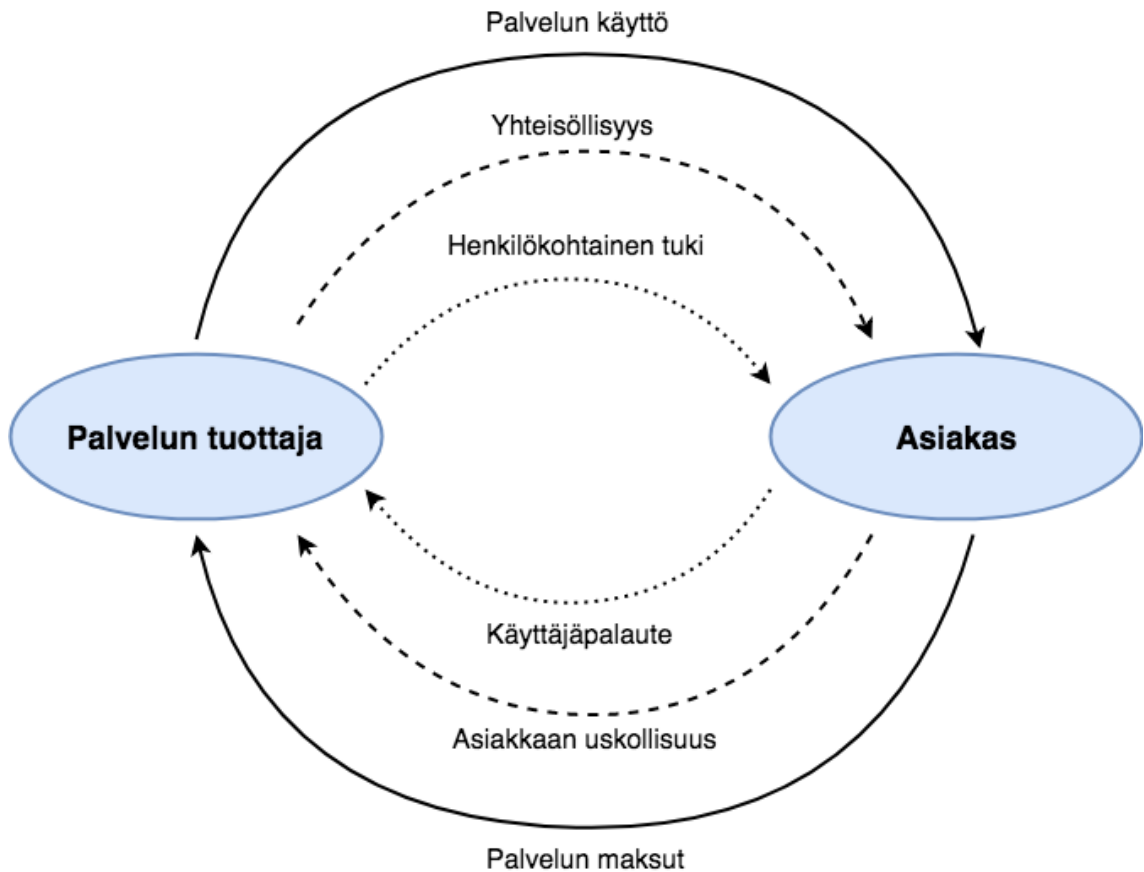 Palvelun käyttö
Yhteisöllisyys
Henkilökohtainen tuki
Palvelun tuottaja
Asiakas
Käyttäjäpalaute
Asiakkaan uskollisuus
Palvelun maksut